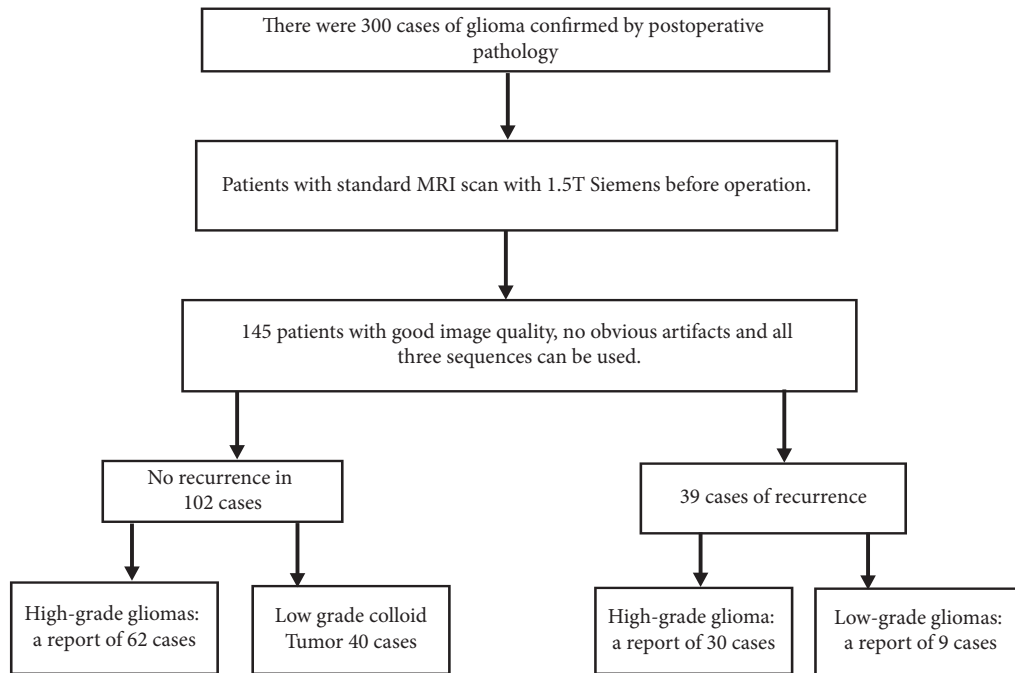 There were 300 cases of glioma confirmed by postoperative
pathology
Patients with standard MRI scan with 1.5T Siemens before operation.
145 patients with good image quality, no obvious artifacts and all
three sequences can be used.
No recurrence in
102 cases
39 cases of recurrence
High-grade gliomas:
a report of 62 cases
Low grade colloid
Tumor 40 cases
High-grade glioma:
a report of 30 cases
Low-grade gliomas:
a report of 9 cases